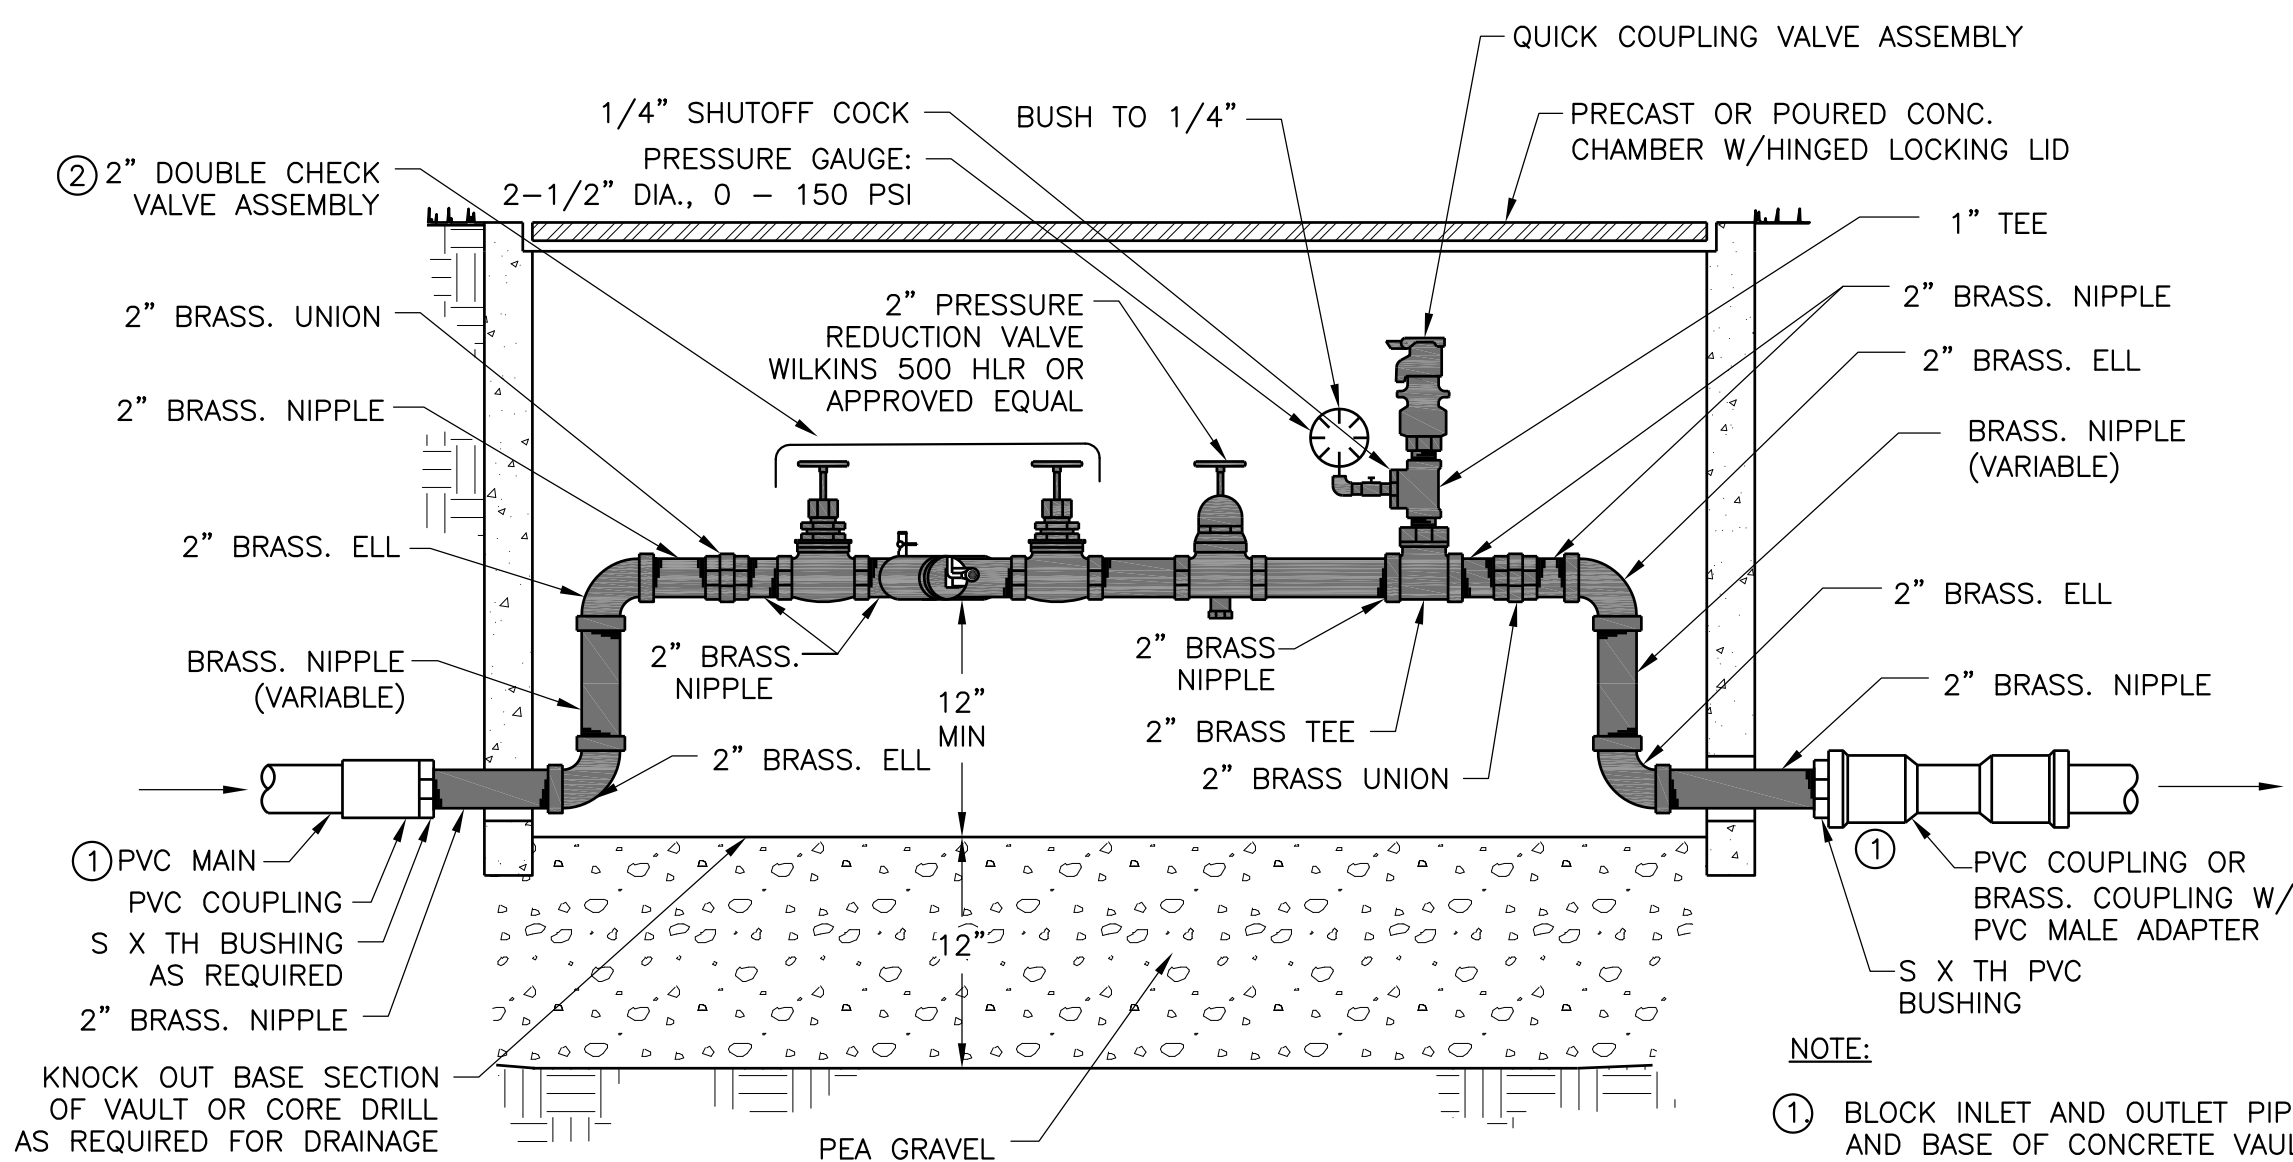 QUICK COUPLING VALVE ASSEMBLY
1/4” SHUTOFF COCK
BUSH TO 1/4”
PRECAST OR POURED CONC.
CHAMBER W/HINGED LOCKING LID
PRESSURE GAUGE:
2-1/2” DIA., 0 – 150 PSI
② 2” DOUBLE CHECK
VALVE ASSEMBLY
1” TEE
2” BRASS. UNION
2” PRESSURE
REDUCTION VALVE
WILKINS 500 HLR OR
APPROVED EQUAL
2” BRASS. NIPPLE
2” BRASS. ELL
2” BRASS. NIPPLE
BRASS. NIPPLE
(VARIABLE)
2” BRASS. ELL
2” BRASS. ELL
BRASS. NIPPLE
(VARIABLE)
2” BRASS.
NIPPLE
2” BRASS
NIPPLE
2” BRASS. NIPPLE
12”
MIN
2” BRASS TEE
2” BRASS. ELL
2” BRASS UNION
① PVC MAIN
PVC COUPLING
S X TH BUSHING
AS REQUIRED
2” BRASS. NIPPLE
12”
①
PVC COUPLING OR
BRASS. COUPLING W/
PVC MALE ADAPTER
S X TH PVC
BUSHING
KNOCK OUT BASE SECTION
OF VAULT OR CORE DRILL
AS REQUIRED FOR DRAINAGE
PEA GRAVEL
NOTE:
①. BLOCK INLET AND OUTLET PIP
AND BASE OF CONCRETE